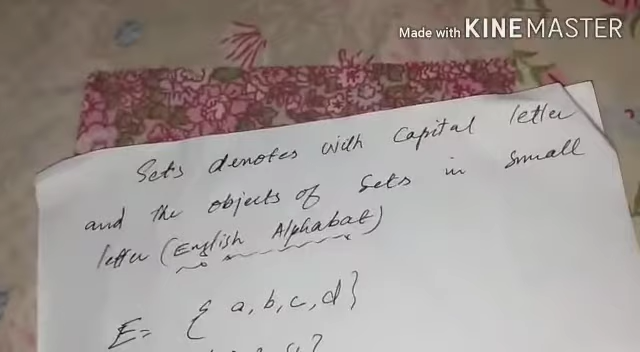 Made with KINEMASTER
Sets denotes with Capital letter
and the objects of Sets in small
letter (English Alphabat)
E= { a, b, c, d}